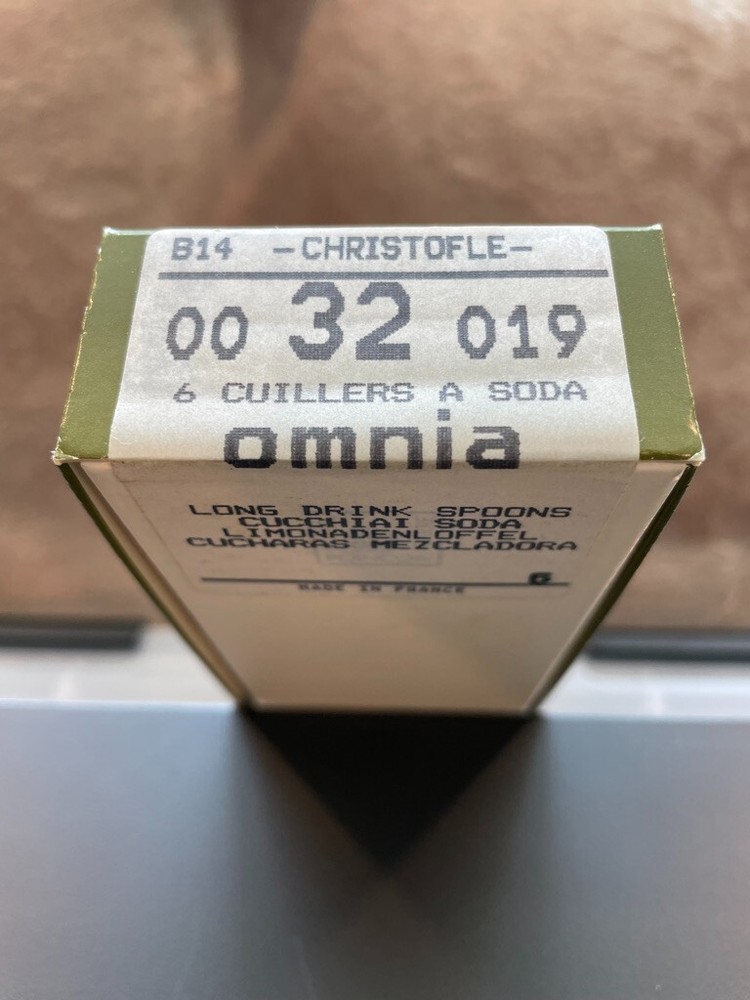 B14 -CHRISTOFLE-
00 32 019
6 CUILLERS A SODA
omnia
LONG DRINK SPOONS
CUCCHIAI SODA
LIMONADENLOFFEL
CUCHARAS MEZCLADORA
6
MADE IN FRANCE